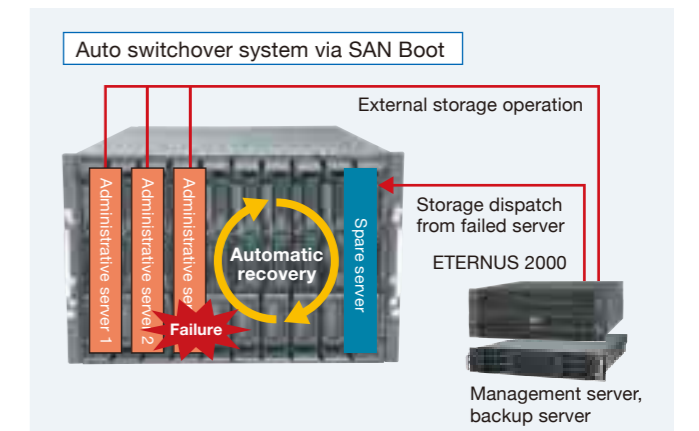 Auto switchover system via SAN Boot
External storage operation
Administrative server 1
Administrative server 2
Administrative se
Failure
Automatic
recovery
Spare server
Storage dispatch
from failed server
ETERNUS 2000
Management server,
backup server